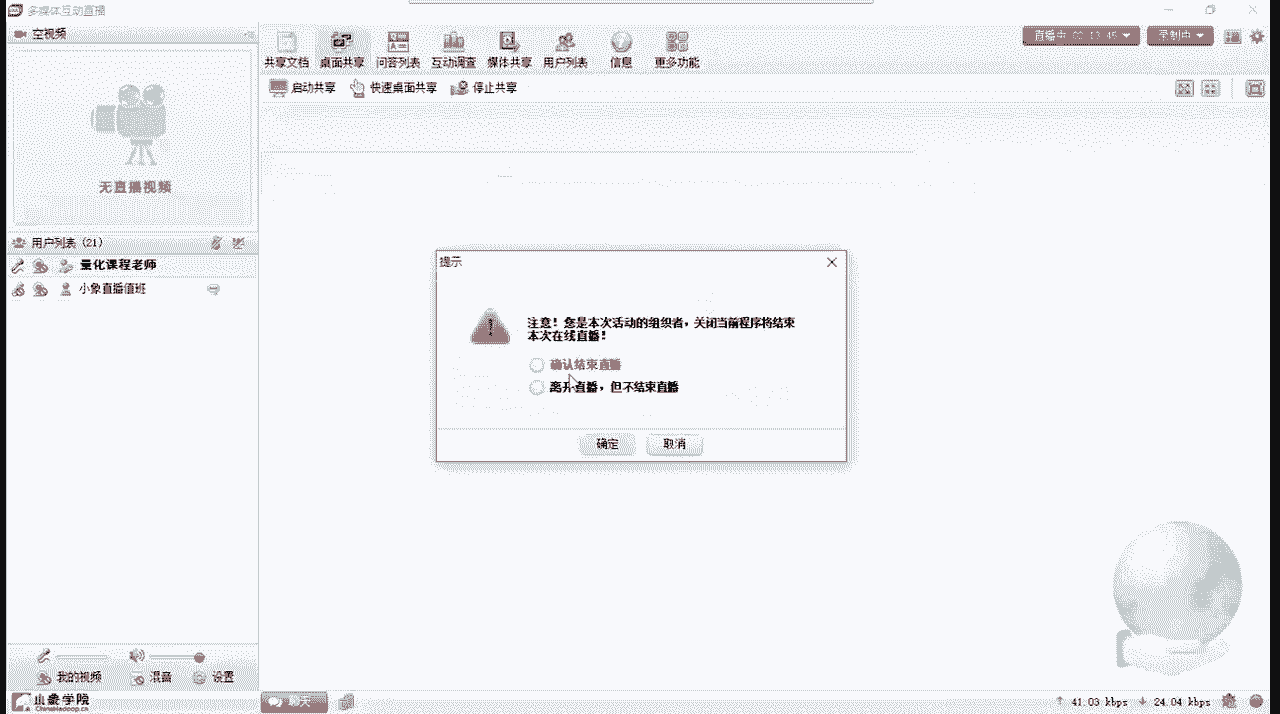 多媒体互动直播
空视频
共享文档 桌面共享 问答列表 互动调查 媒体共享 用户列表 信息 更多功能
直播中 02:13:45
录制中
启动共享 快速桌面共享 停止共享
无直播视频
用户列表 (21)
量化课程老师
小象直播值班
提示
注意！您是本次活动的组织者，关闭当前程序将结束
本次在线直播！
确认结束直播
离开直播，但不结束直播
确定 取消
我的视频 混音 设置
小象学院
ChinaHadoop.cn
聊天
41.03 kbps 24.04 kbps